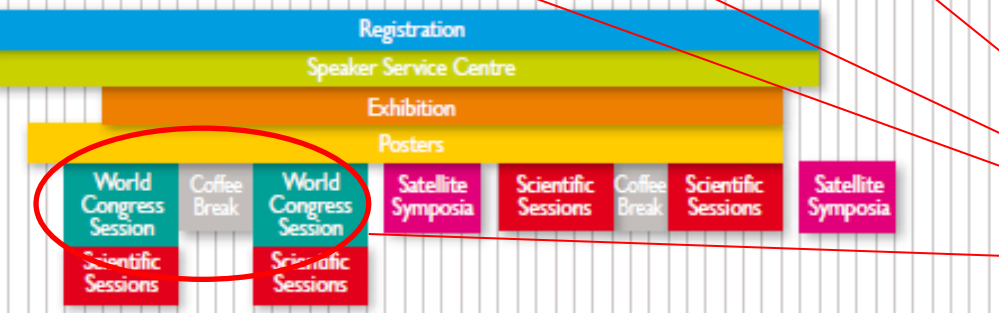 Registration
Speaker Service Centre
Exhibition
Posters
World
Congress
Session
Coffee
Break
World
Congress
Session
Satellite
Symposia
Scientific
Sessions
Coffee
Break
Scientific
Sessions
Satellite
Symposia
Scientific
Sessions
Scientific
Sessions